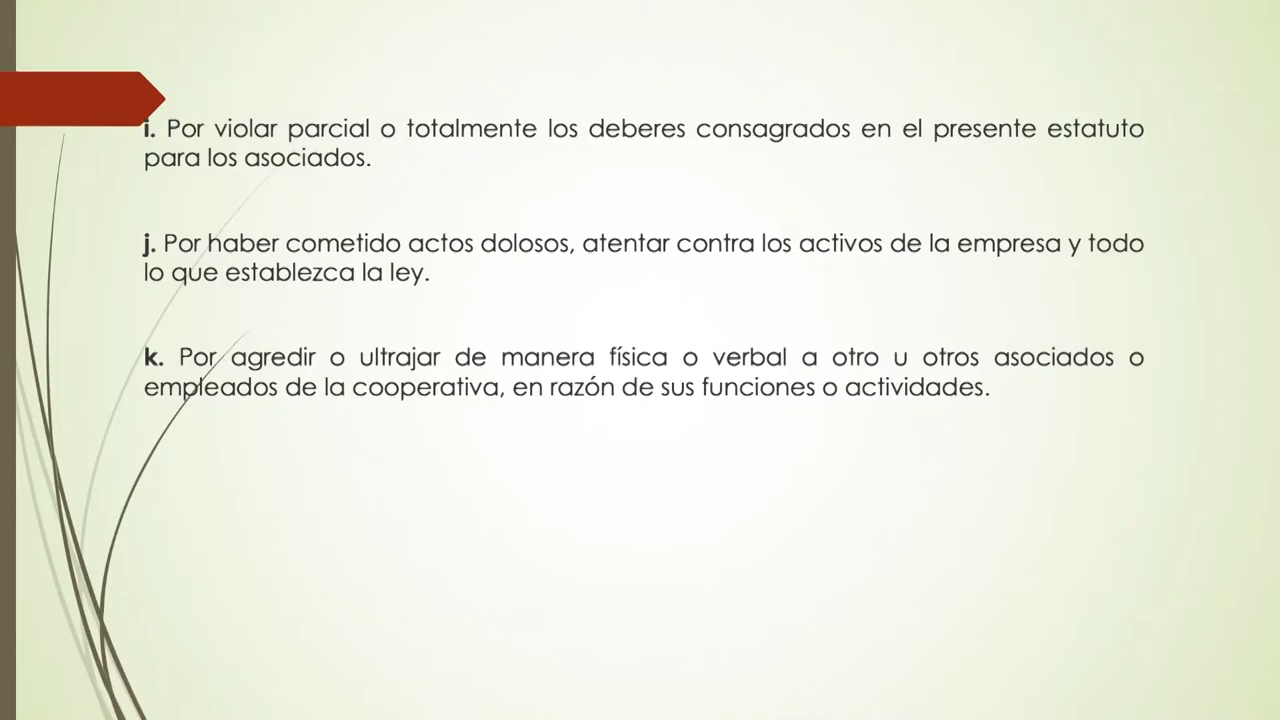 i. Por violar parcial o totalmente los deberes consagrados en el presente estatuto
para los asociados.
j. Por haber cometido actos dolosos, atentar contra los activos de la empresa y todo
lo que establezca la ley.
k. Por agredir o ultrajar de manera física o verbal a otro u otros asociados o
empleados de la cooperativa, en razón de sus funciones o actividades.